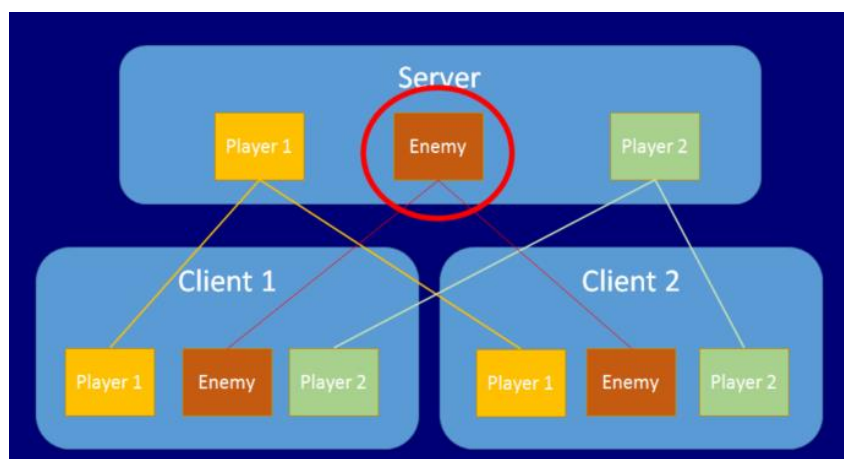 Server
Player 1
Enemy
Player 2
Client 1
Client 2
Player 1
Enemy
Player 2
Player 1
Enemy
Player 2